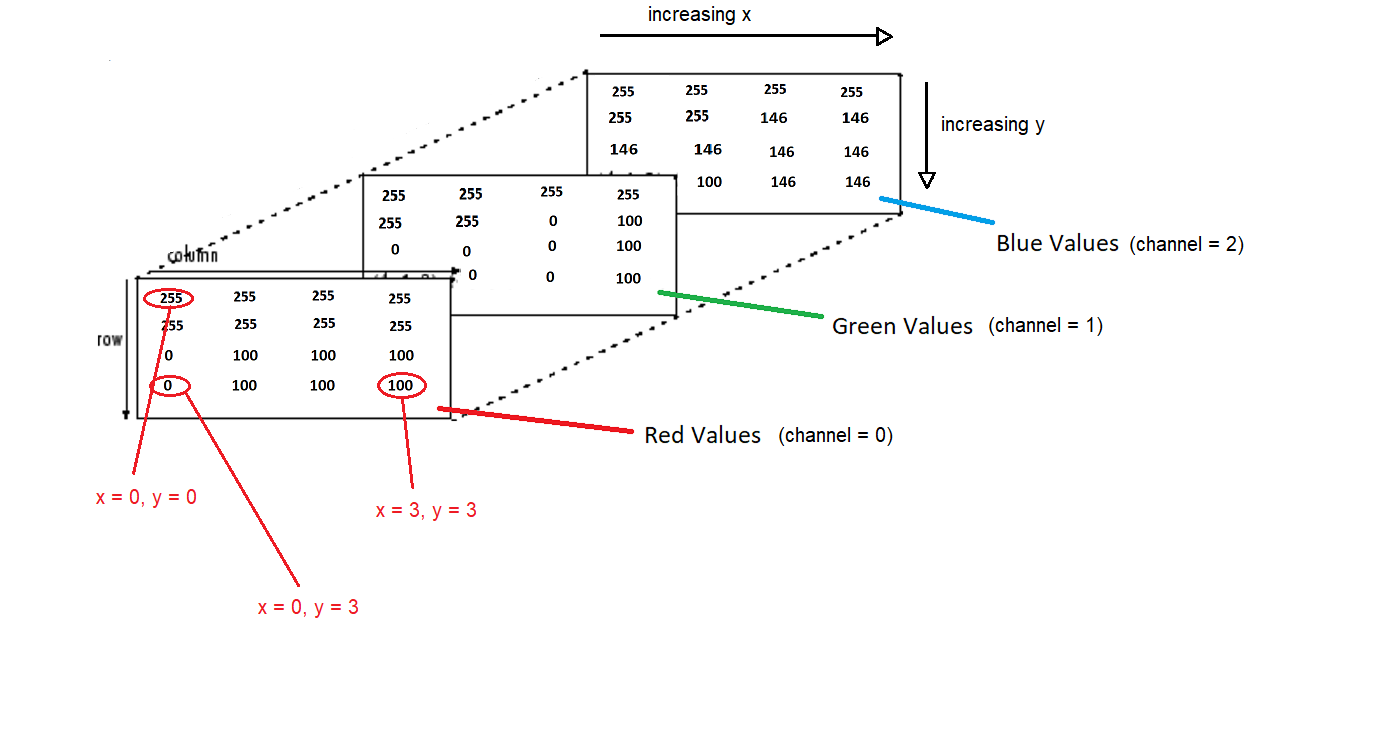 increasing x
255 255 255 255
255 255 146 146
146 146 146 146
100 146 146
increasing y
Blue Values (channel = 2)
255 255 255 255
255 255 0 100
0 0 0 100
0 0 100
Green Values (channel = 1)
column
row
255 255 255 255
255 255 255 255
0 100 100 100
0 100 100 100
Red Values (channel = 0)
x = 0, y = 0
x = 3, y = 3
x = 0, y = 3